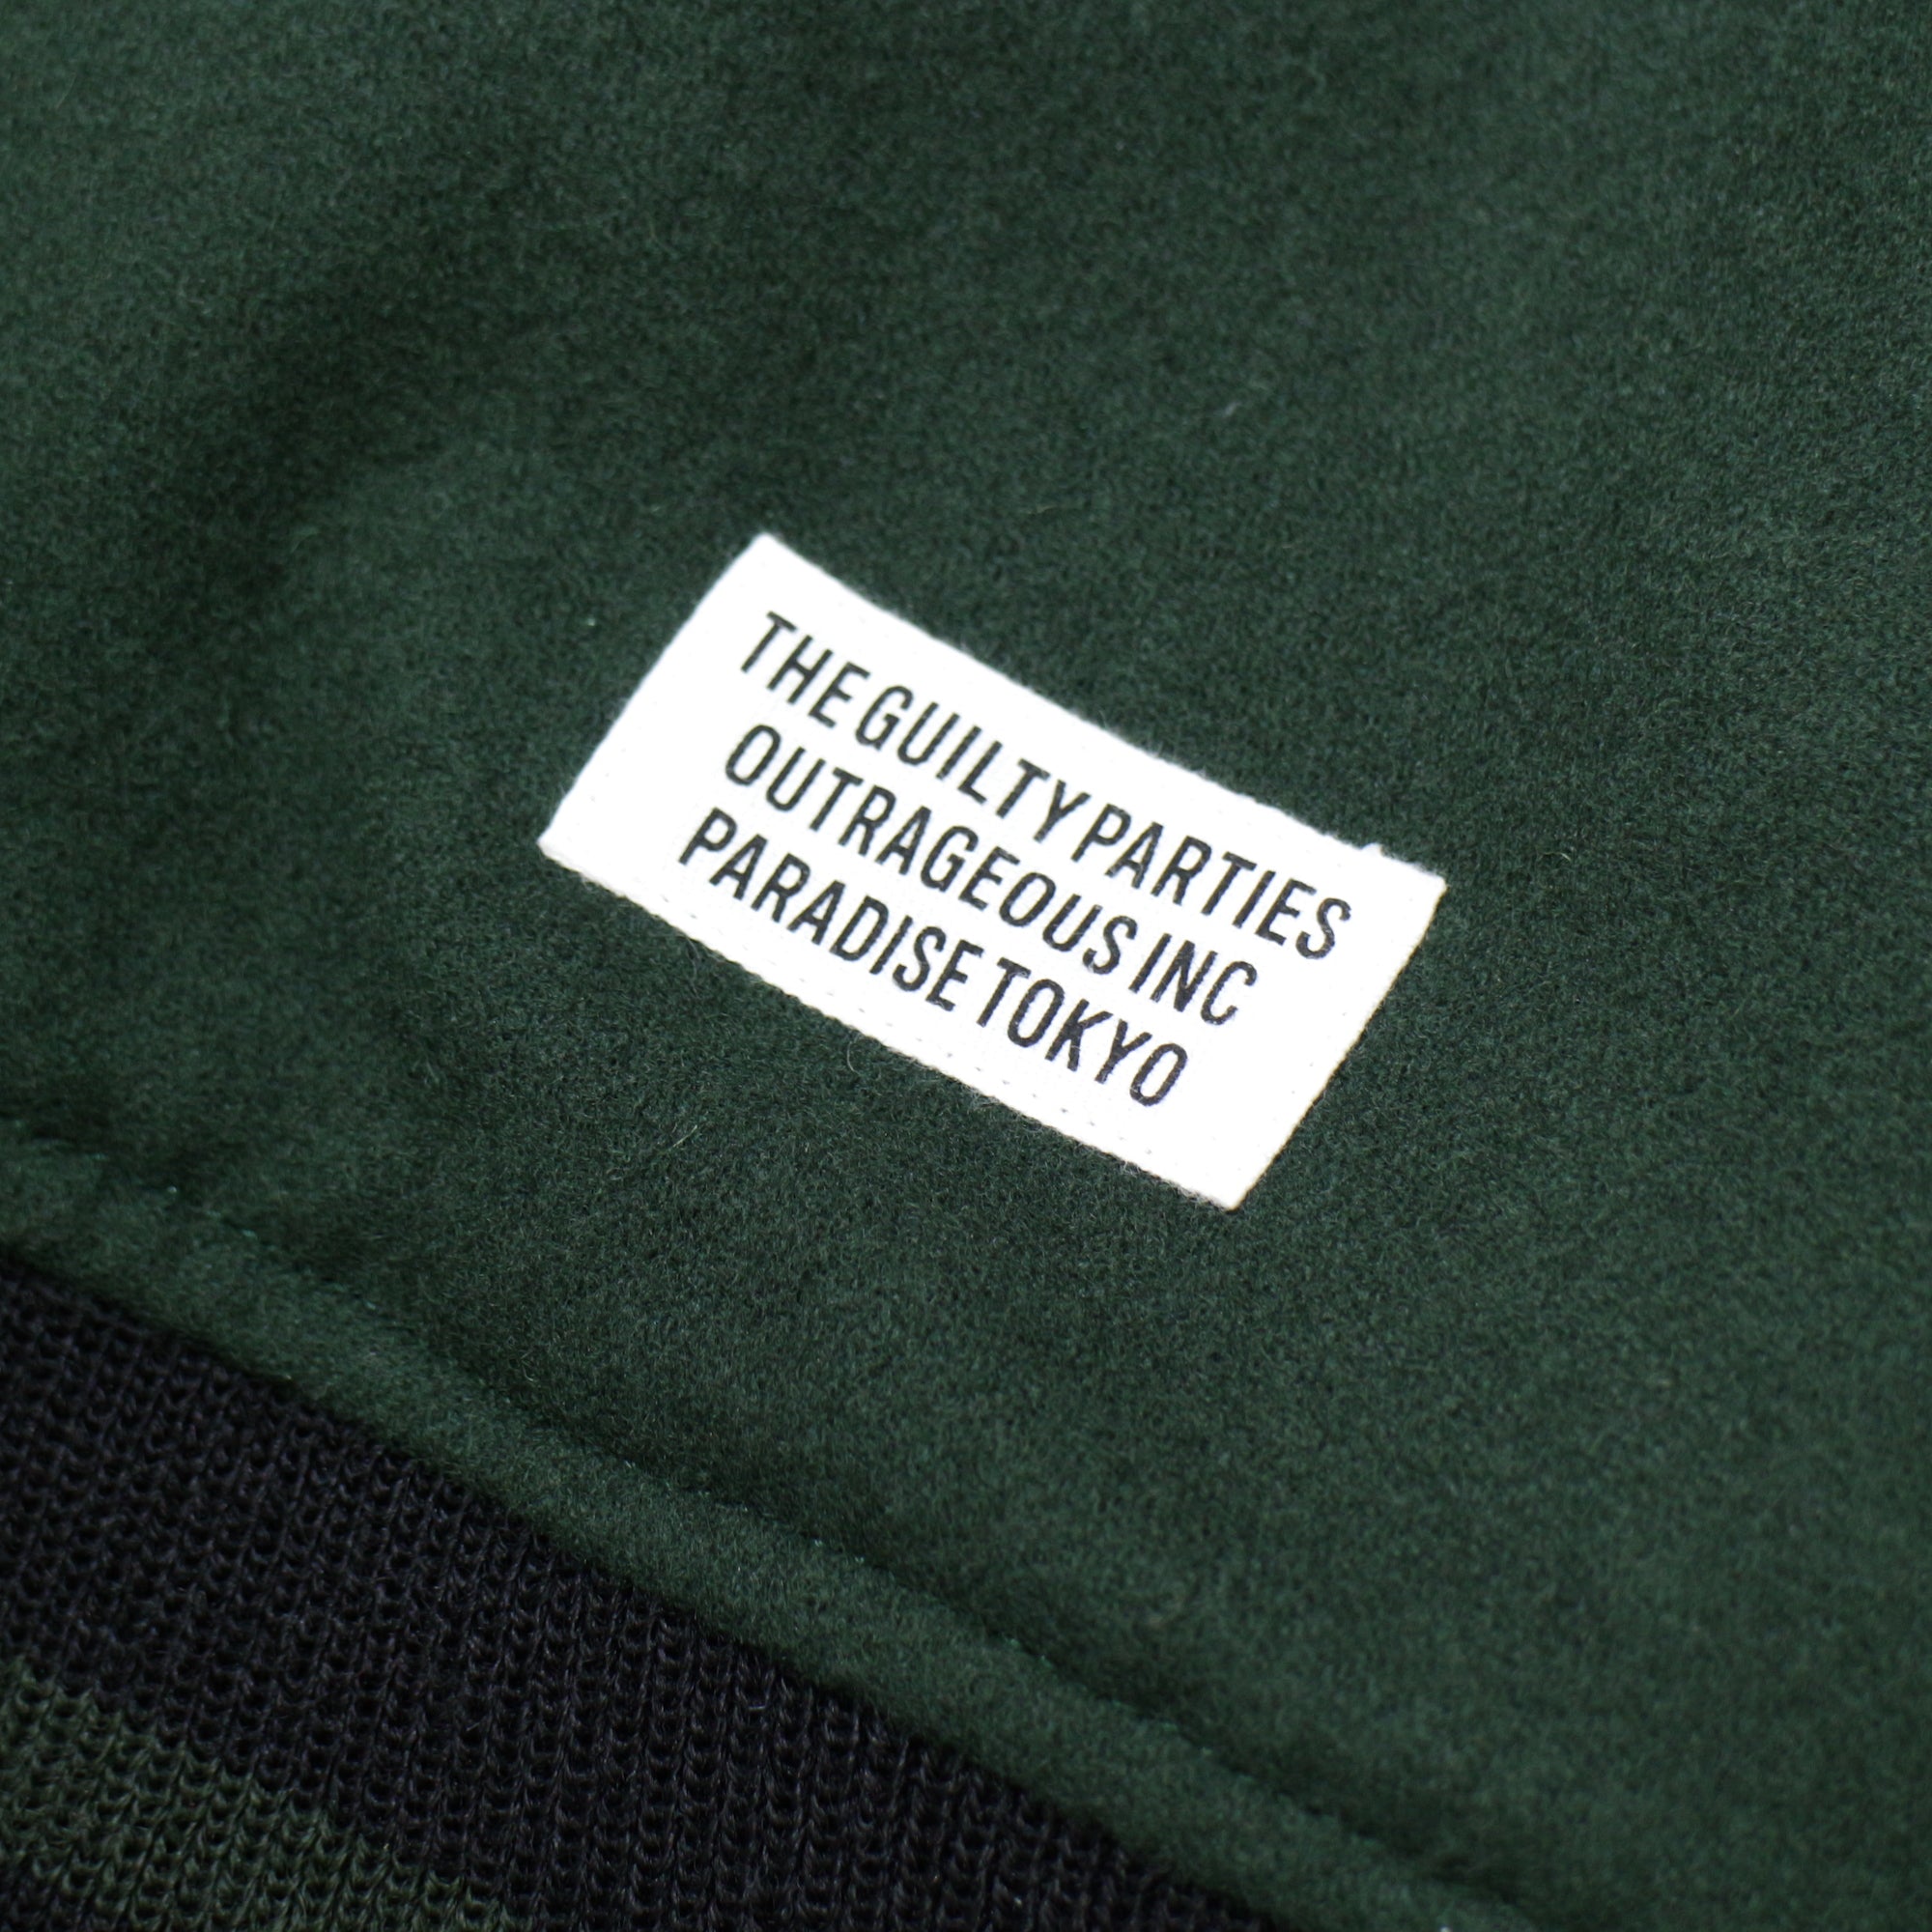 THE GUILTY PARTIES
OUTRAGEOUS INC
PARADISE TOKYO